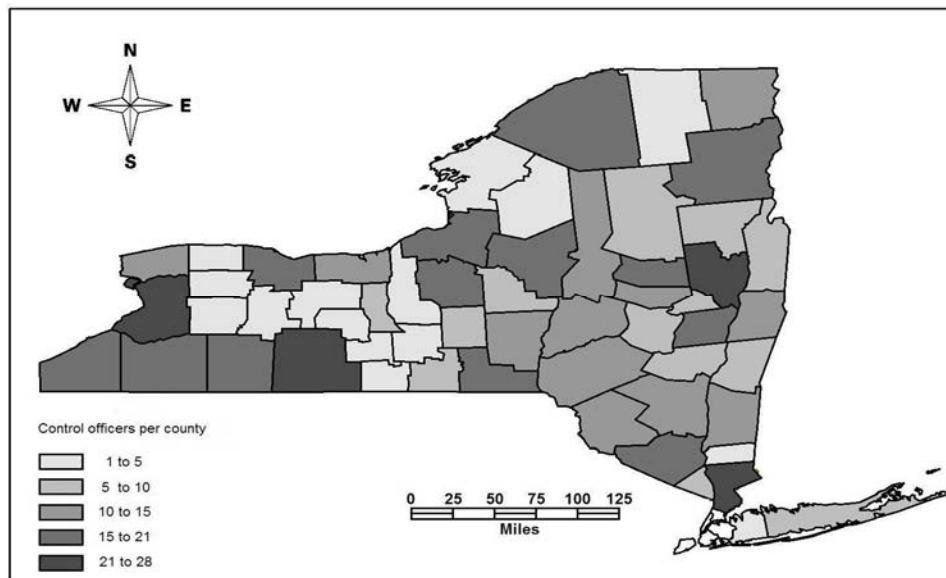 N
W E
S
Control officers per county
1 to 5
5 to 10
10 to 15
15 to 21
21 to 28
0 25 50 75 100 125
Miles